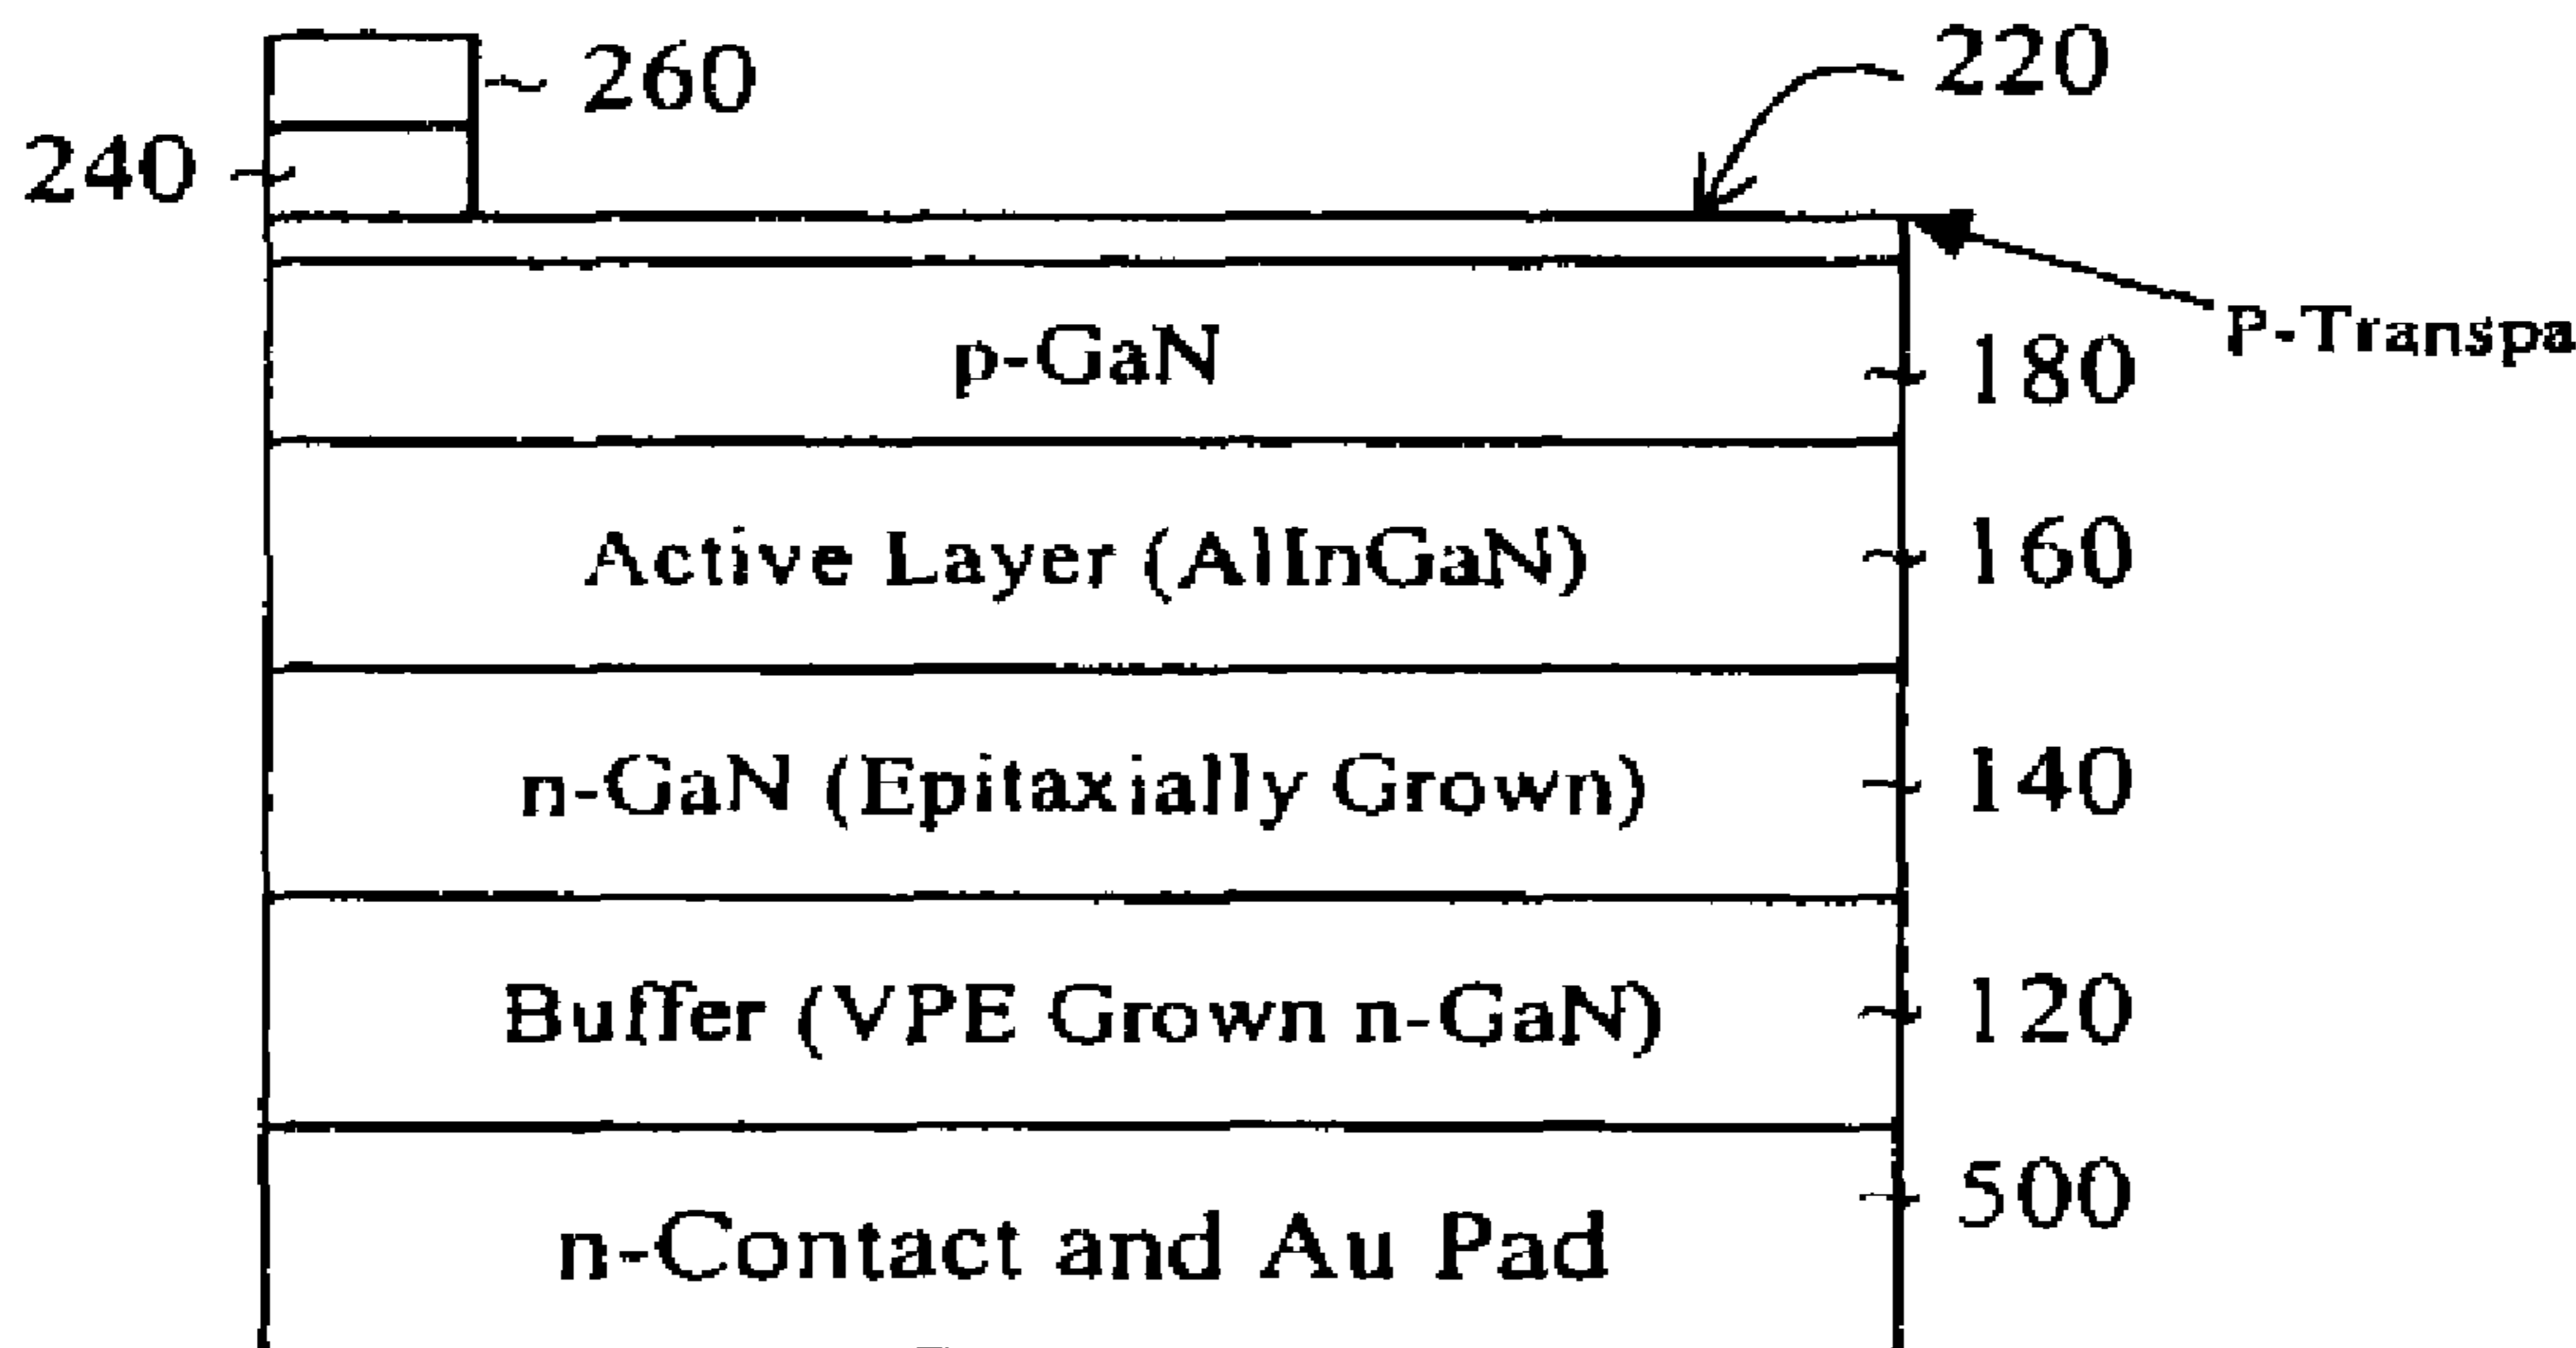 260
220
240
P-Transpa
p-GaN
180
Active Layer (AlInGaN)
160
n-GaN (Epitaxially Grown)
140
Buffer (VPE Grown n-GaN)
120
500
n-Contact and Au Pad